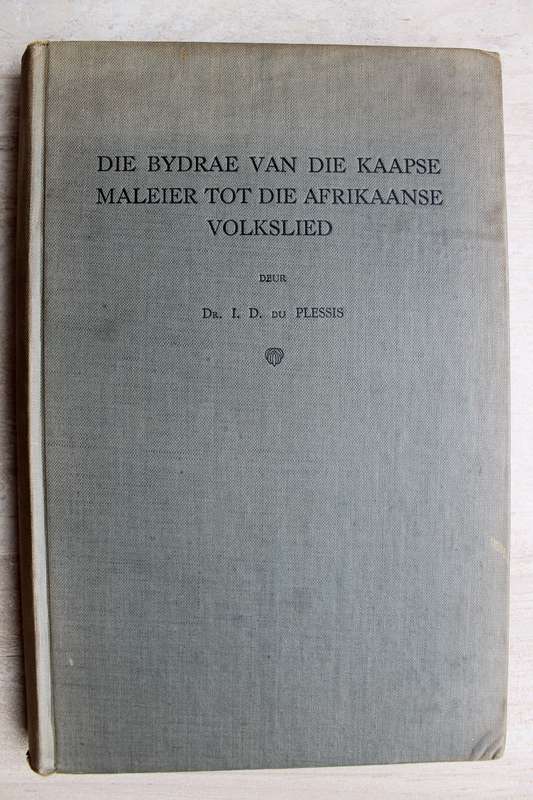 DIE BYDRAE VAN DIE KAAPSE
MALEIER TOT DIE AFRIKAANSE
VOLKSLIED
DEUR
DR. I. D. DU PLESSIS